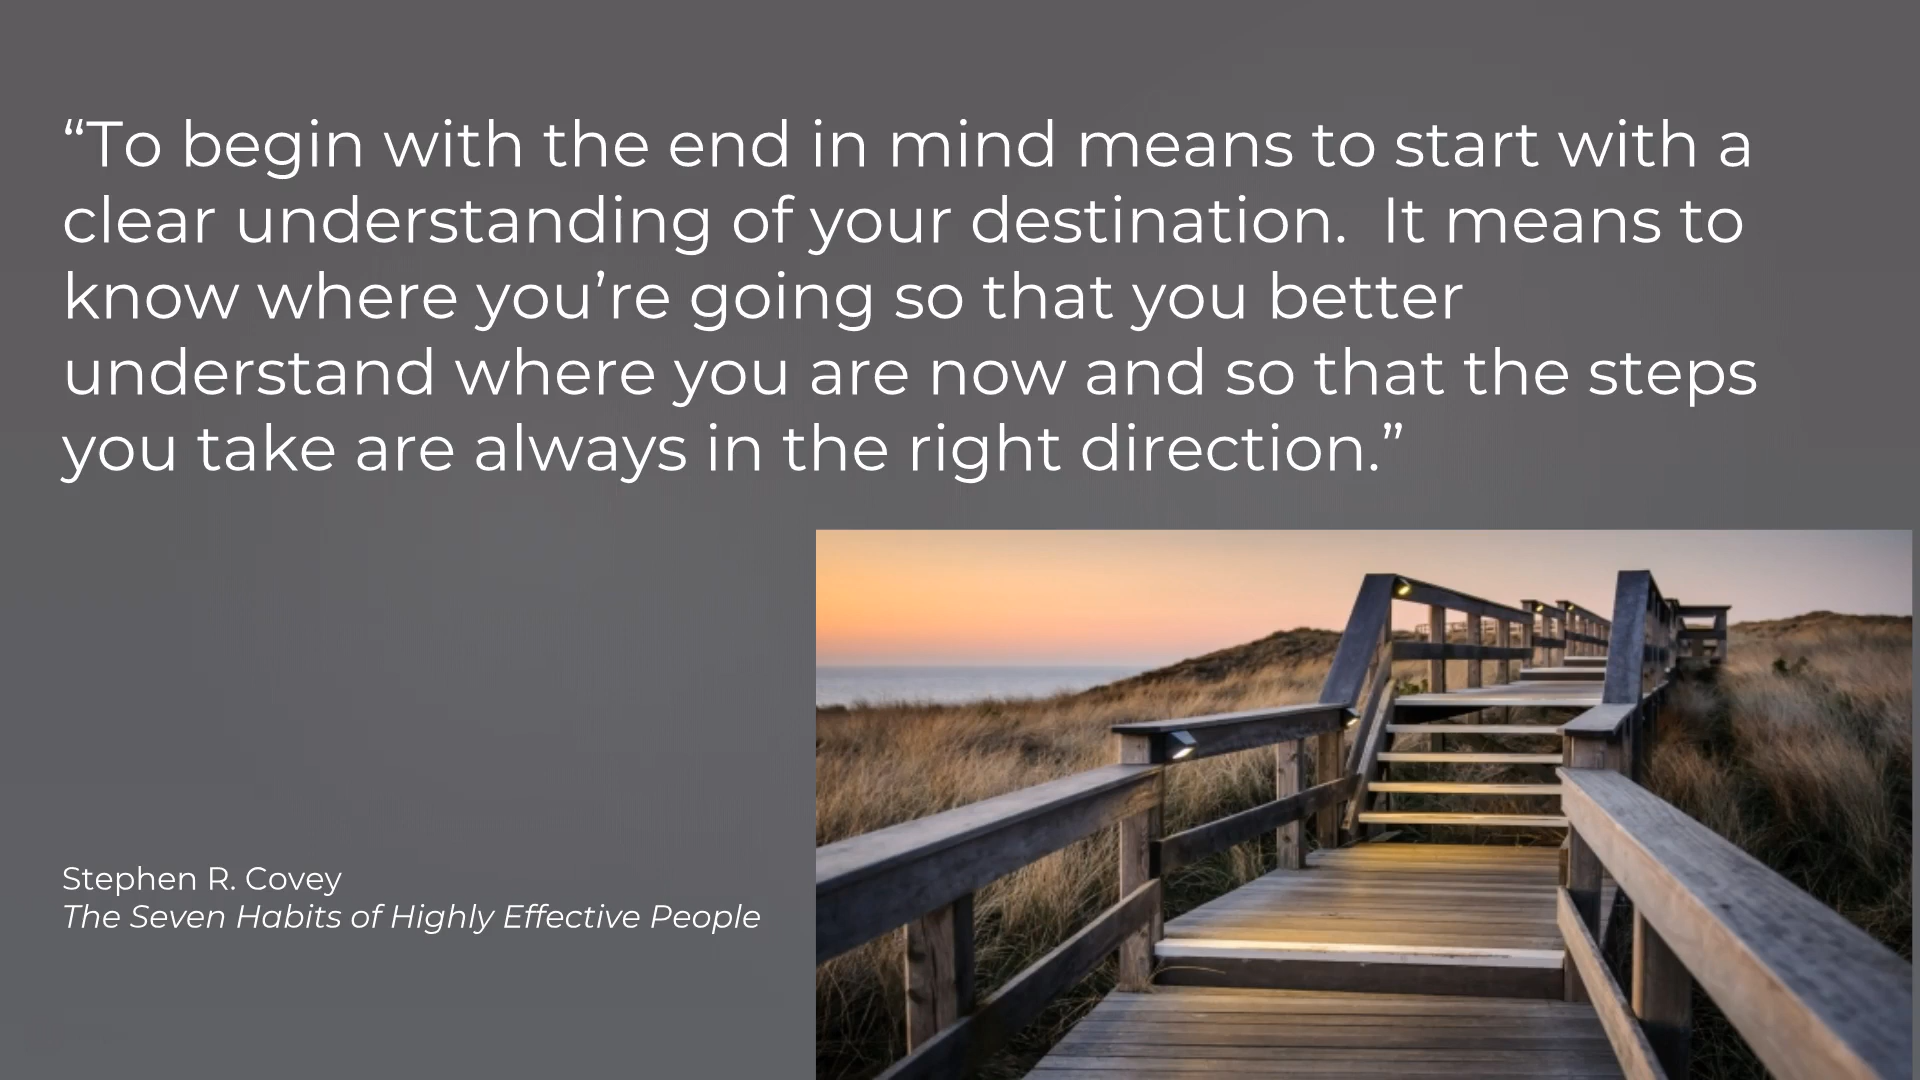 “To begin with the end in mind means to start with a
clear understanding of your destination.  It means to
know where you’re going so that you better
understand where you are now and so that the steps
you take are always in the right direction.”
Stephen R. Covey
The Seven Habits of Highly Effective People